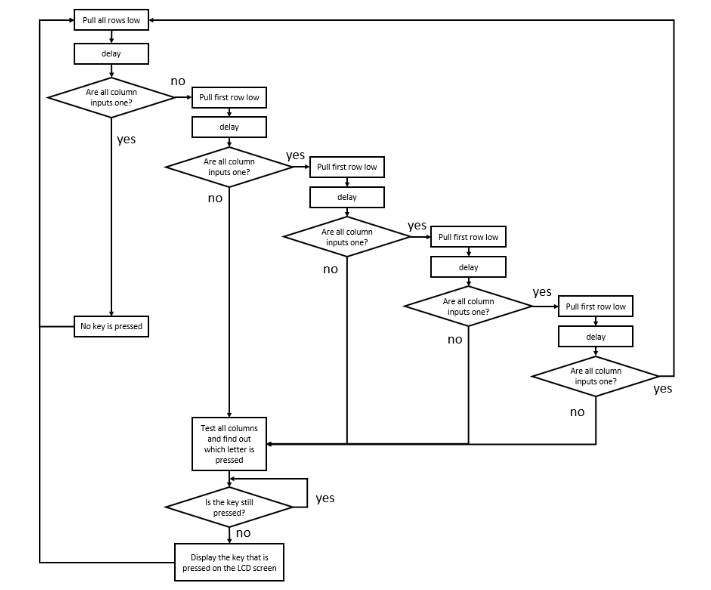 Pull all rows low
delay
Are all column
inputs one?
no
yes
Pull first row low
delay
Are all column
inputs one?
yes
no
Pull first row low
delay
Are all column
inputs one?
yes
no
Pull first row low
delay
Are all column
inputs one?
yes
no
Pull first row low
delay
Are all column
inputs one?
yes
no
No key is pressed
Test all columns
and find out
which letter is
pressed
Is the key still
pressed?
yes
no
Display the key that is
pressed on the LCD screen